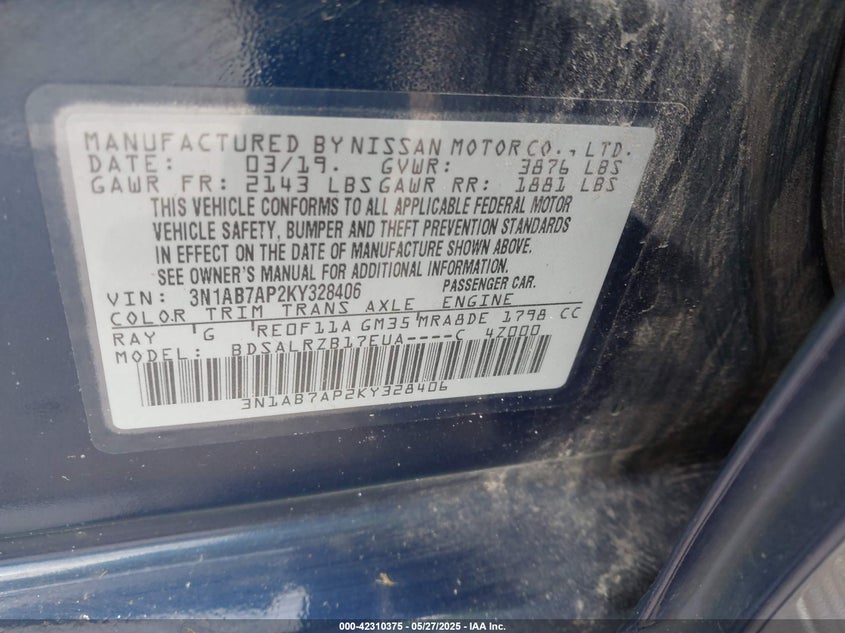 MANUFACTURED BY NISSAN MOTOR CO., LTD.
DATE: 03/19. GVWR: 3876 LBS
GAWR FR: 2143 LBS GAWR RR: 1881 LBS
THIS VEHICLE CONFORMS TO ALL APPLICABLE FEDERAL MOTOR
VEHICLE SAFETY, BUMPER AND THEFT PREVENTION STANDARDS
IN EFFECT ON THE DATE OF MANUFACTURE SHOWN ABOVE.
SEE OWNER'S MANUAL FOR ADDITIONAL INFORMATION.
VIN: 3N1AB7AP2KY328406 PASSENGER CAR.
COLOR TRIM TRANS AXLE ENGINE
RAY G RE0F11A GM35 MRA8DE 1798 CC
MODEL: BDSALRZB17EUA----C 4Z000
3N1AB7AP2KY328406
000-42310375 - 05/27/2025 - IAA Inc.